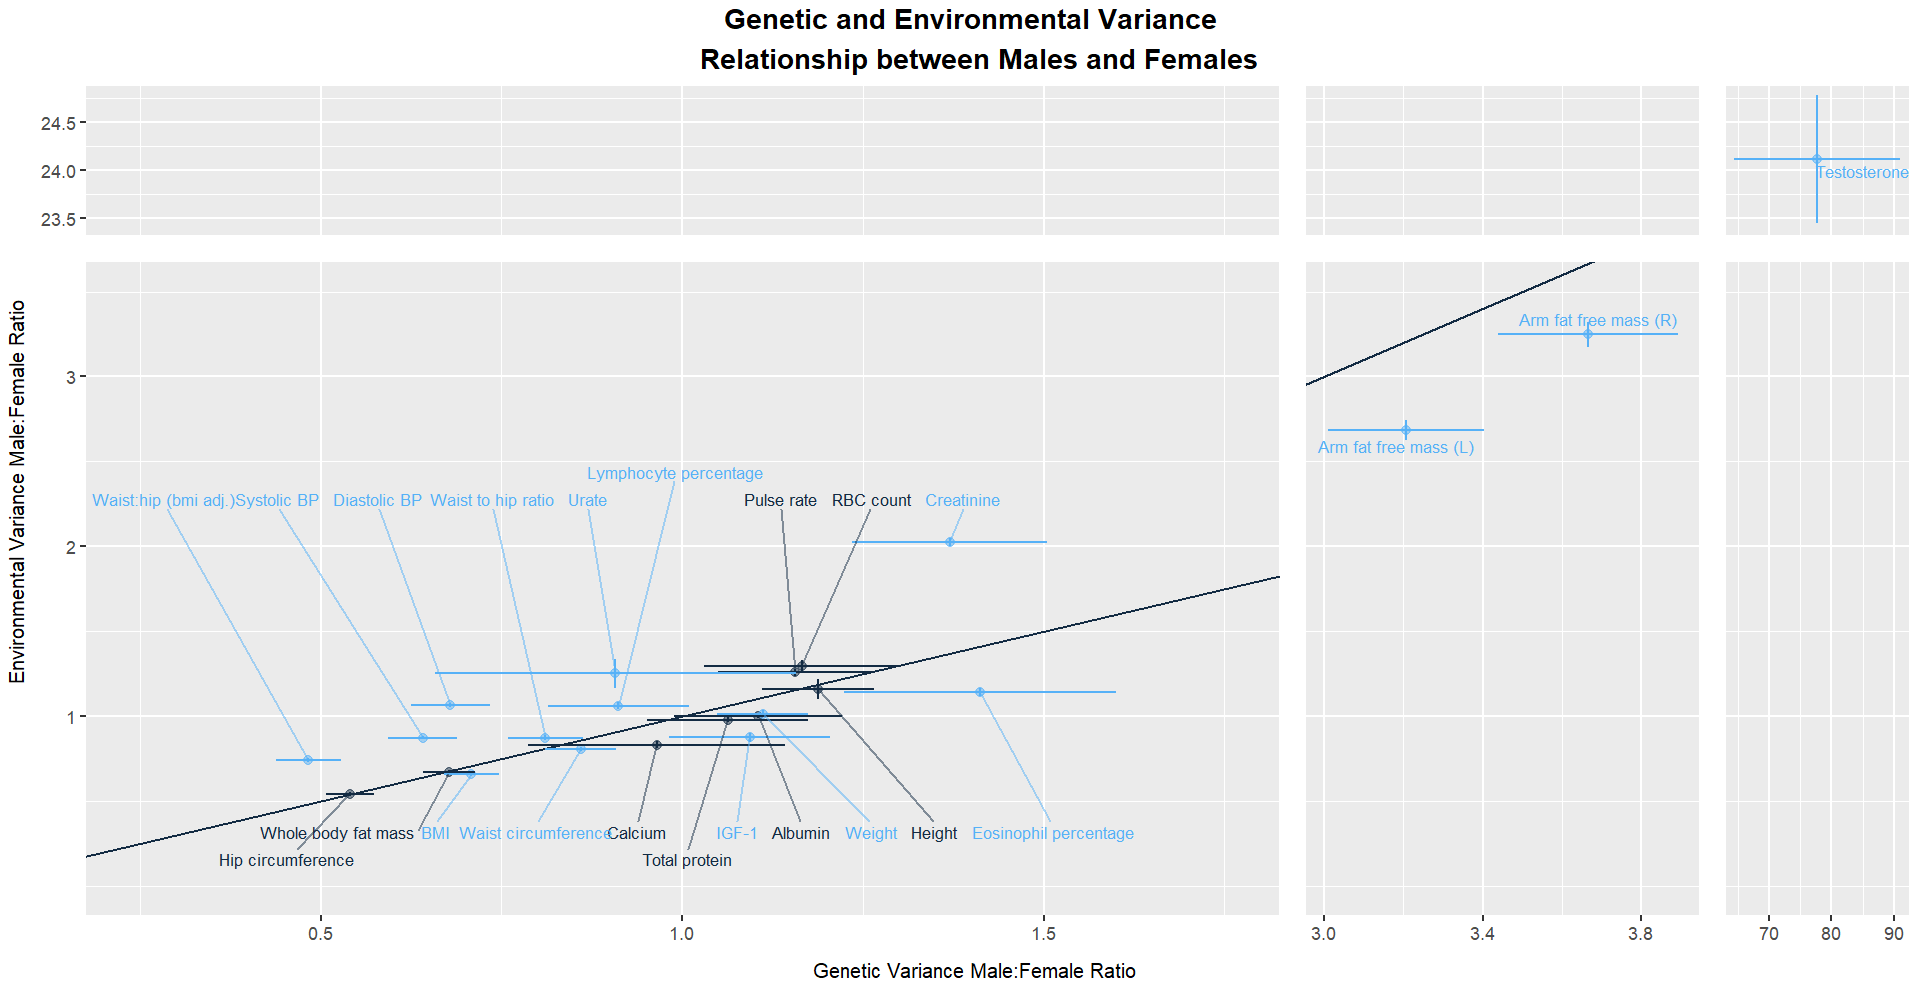 Genetic and Environmental Variance
Relationship between Males and Females
24.5
24.0
23.5
Testosterone
Environmental Variance Male:Female Ratio
3
2
1
Arm fat free mass (R)
Arm fat free mass (L)
Lymphocyte percentage
Waist:hip (bmi adj.) Systolic BP Diastolic BP Waist to hip ratio Urate Pulse rate RBC count Creatinine
Whole body fat mass BMI Waist circumference Calcium IGF-1 Albumin Weight Height Eosinophil percentage
Hip circumference Total protein
0.5 1.0 1.5 3.0 3.4 3.8 70 80 90
Genetic Variance Male:Female Ratio